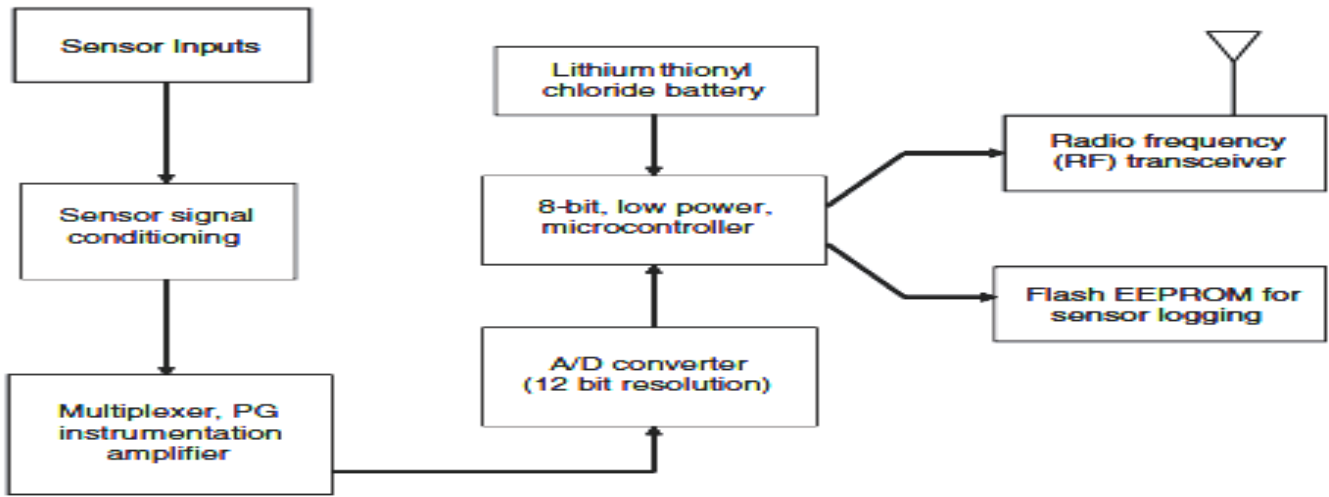 Sensor Inputs
Sensor signal
conditioning
Multiplexer, PG
instrumentation
amplifier
Lithium thionyl
chloride battery
8-bit, low power,
microcontroller
A/D converter
(12 bit resolution)
Radio frequency
(RF) transceiver
Flash EEPROM for
sensor logging